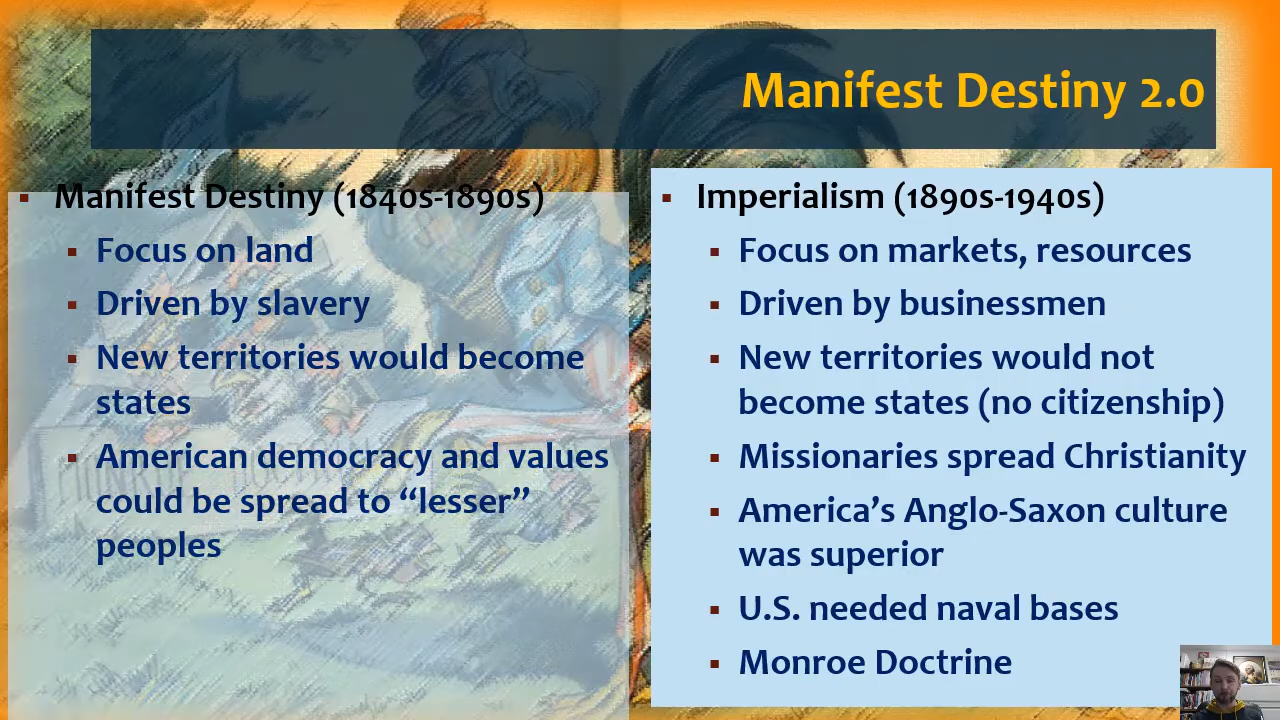 Manifest Destiny 2.0
▪ Manifest Destiny (1840s-1890s)
▪ Focus on land
▪ Driven by slavery
▪ New territories would become
states
▪ American democracy and values
could be spread to “lesser”
peoples
▪ Imperialism (1890s-1940s)
▪ Focus on markets, resources
▪ Driven by businessmen
▪ New territories would not
become states (no citizenship)
▪ Missionaries spread Christianity
▪ America’s Anglo-Saxon culture
was superior
▪ U.S. needed naval bases
▪ Monroe Doctrine